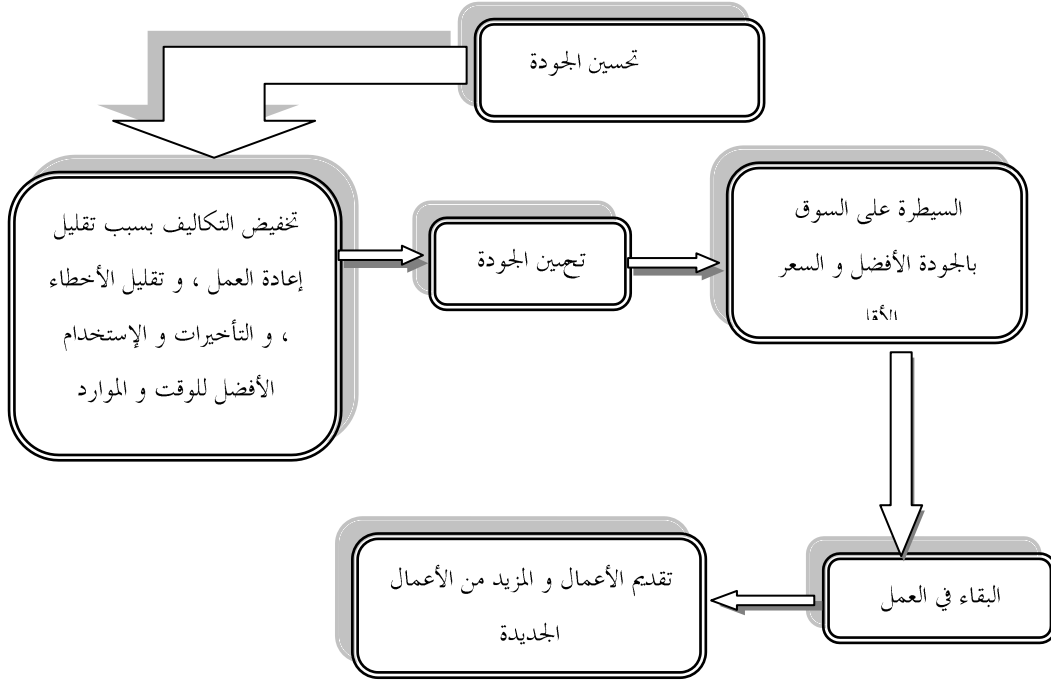 تحسين الجودة
تخفيض التكاليف بسبب تقليل
إعادة العمل ، و تقليل الأخطاء
، و التأخيرات و الإستخدام
الأفضل للوقت و الموارد
تحسين الجودة
السيطرة على السوق
بالجودة الأفضل و السعر
الأقل
البقاء في العمل
تقديم الأعمال و المزيد من الأعمال
الجديدة